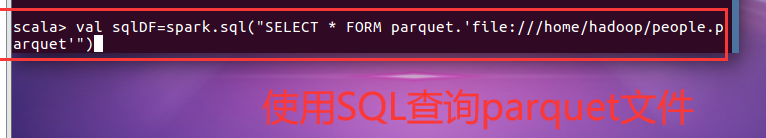 scala> val sqlDF=spark.sql("SELECT * FORM parquet.'file:///home/hadoop/people.p
arquet'")
使用SQL查询parquet文件